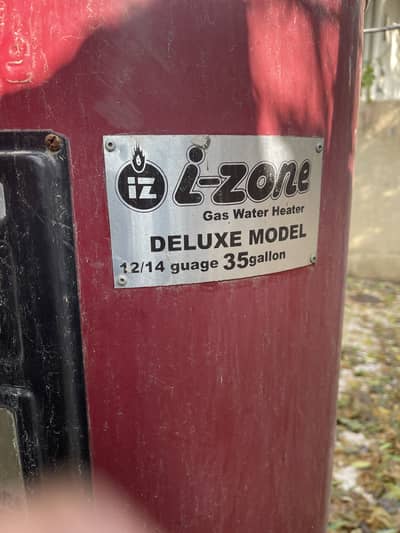 iz i-zone
Gas Water Heater
DELUXE MODEL
12/14 guage 35gallon